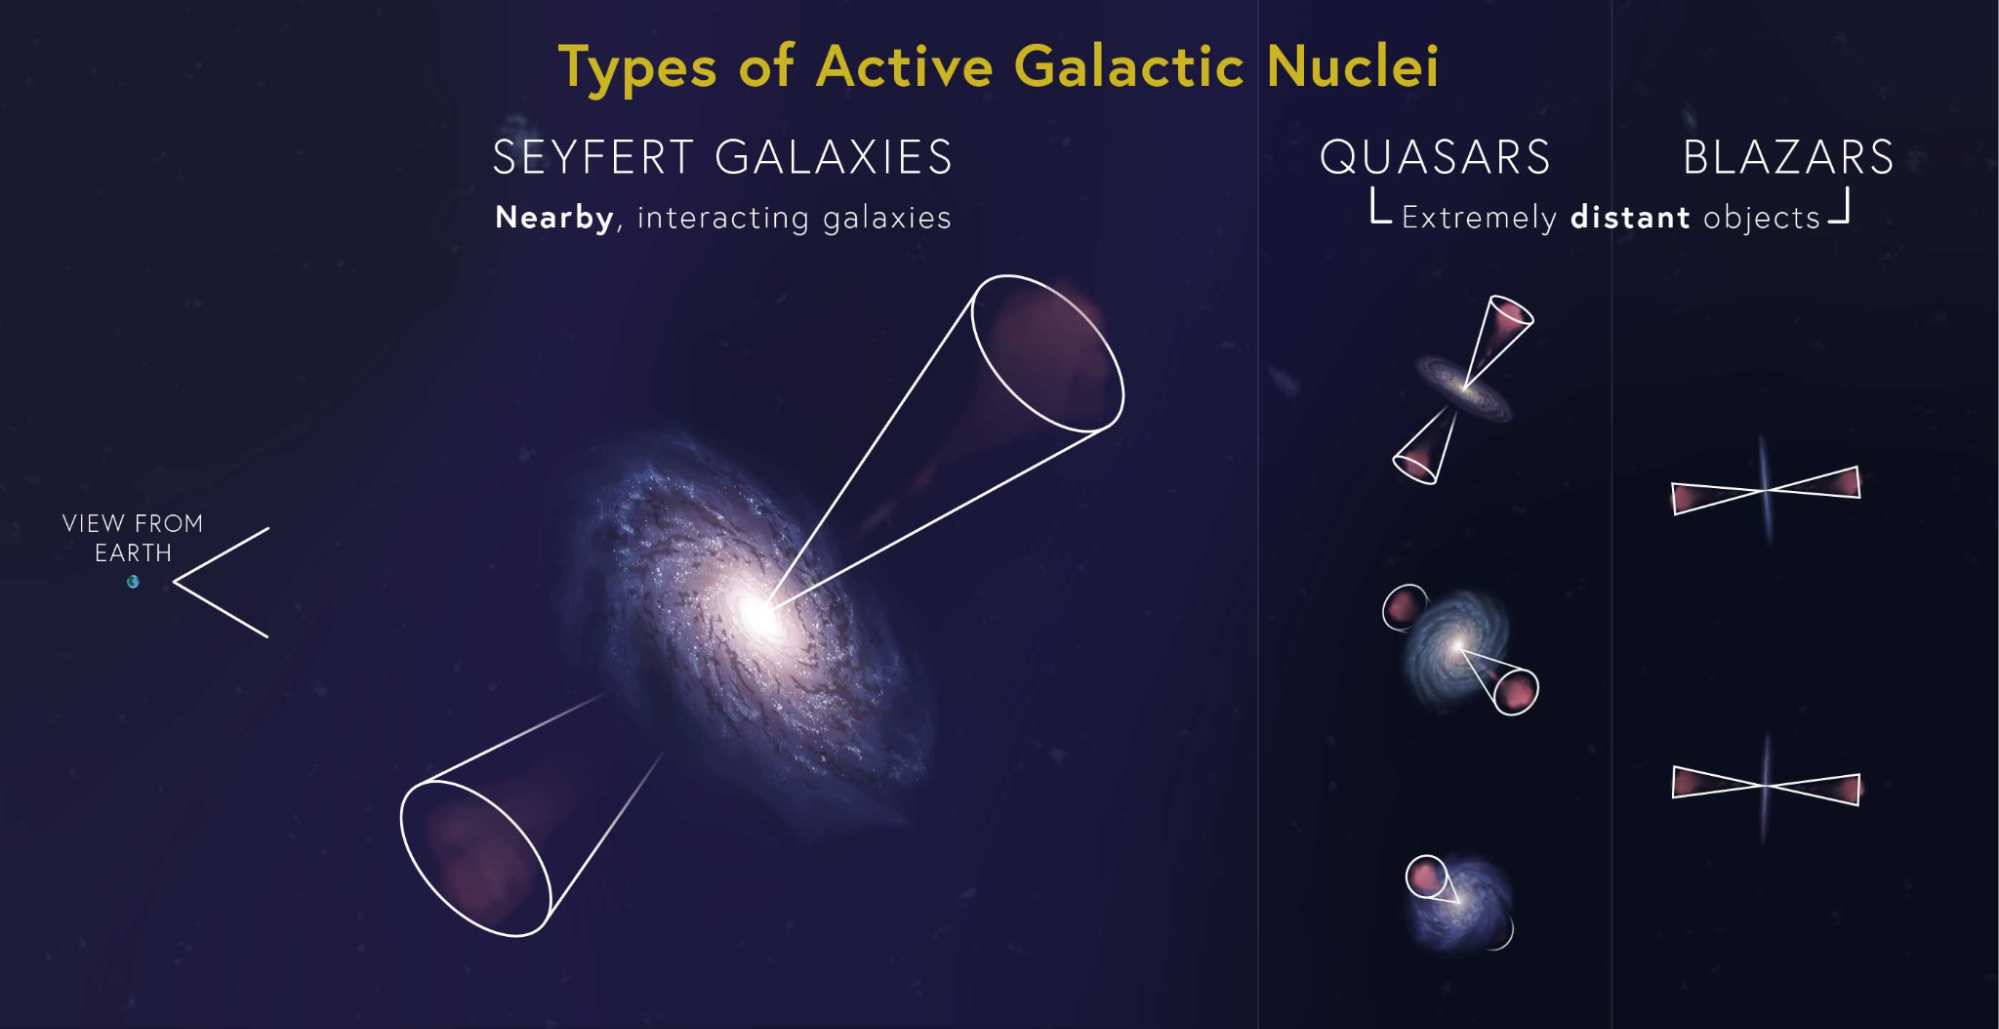 Types of Active Galactic Nuclei
SEYFERT GALAXIES
Nearby, interacting galaxies
QUASARS
BLAZARS
Extremely distant objects
VIEW FROM
EARTH